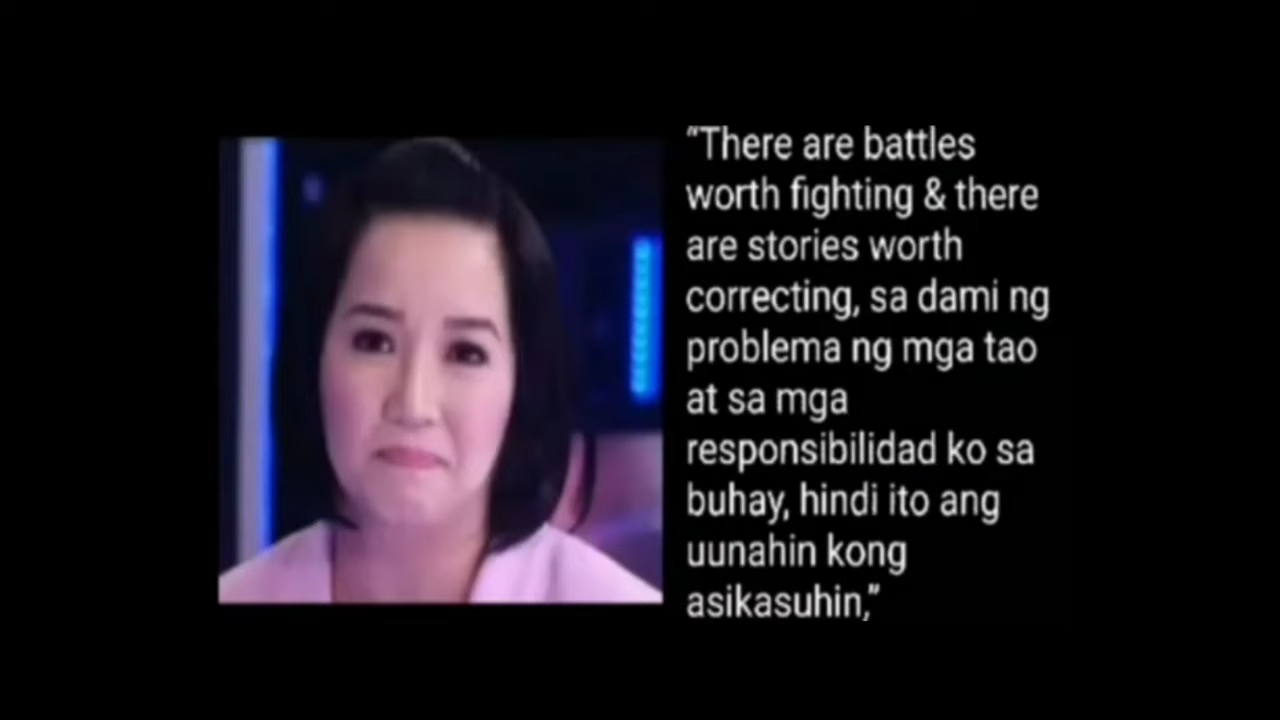 “There are battles
worth fighting & there
are stories worth
correcting, sa dami ng
problema ng mga tao
at sa mga
responsibilidad ko sa
buhay, hindi ito ang
uunahin kong
asikasuhin,”